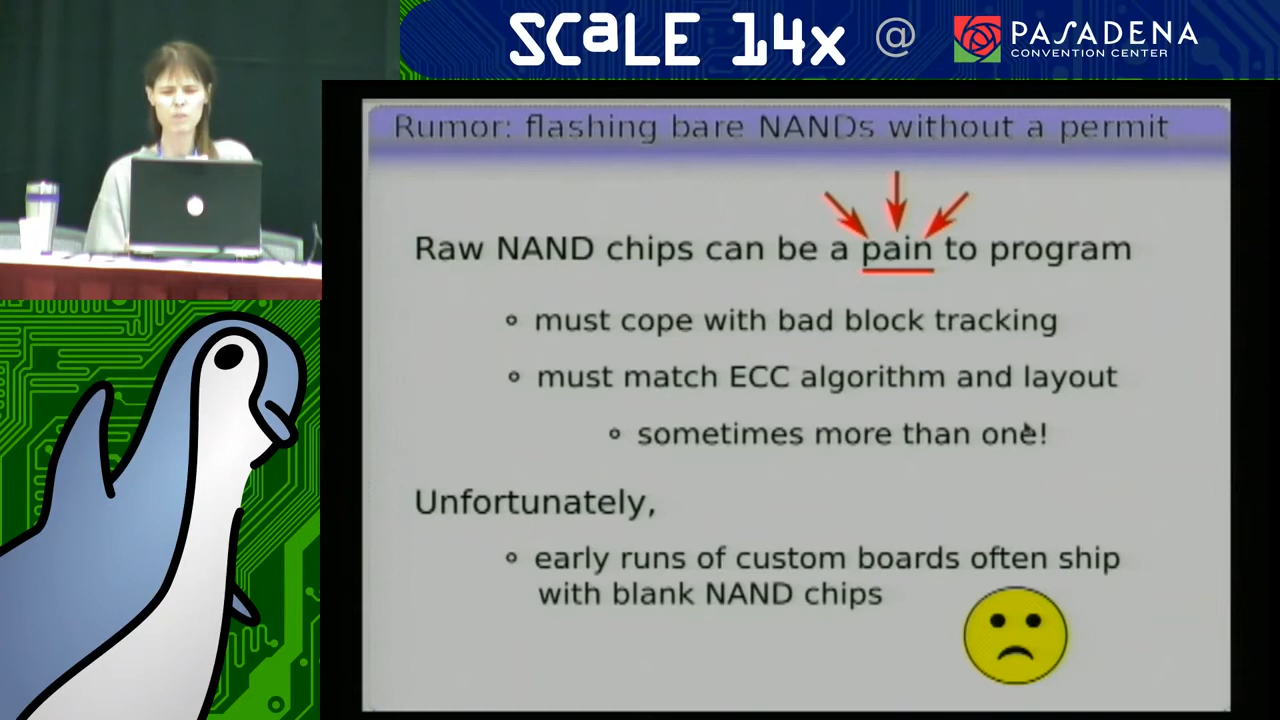 SCaLE 14x @ PASADENA
CONVENTION CENTER
Rumor: flashing bare NANDs without a permit
Raw NAND chips can be a pain to program
must cope with bad block tracking
must match ECC algorithm and layout
sometimes more than one!
Unfortunately,
early runs of custom boards often ship
with blank NAND chips